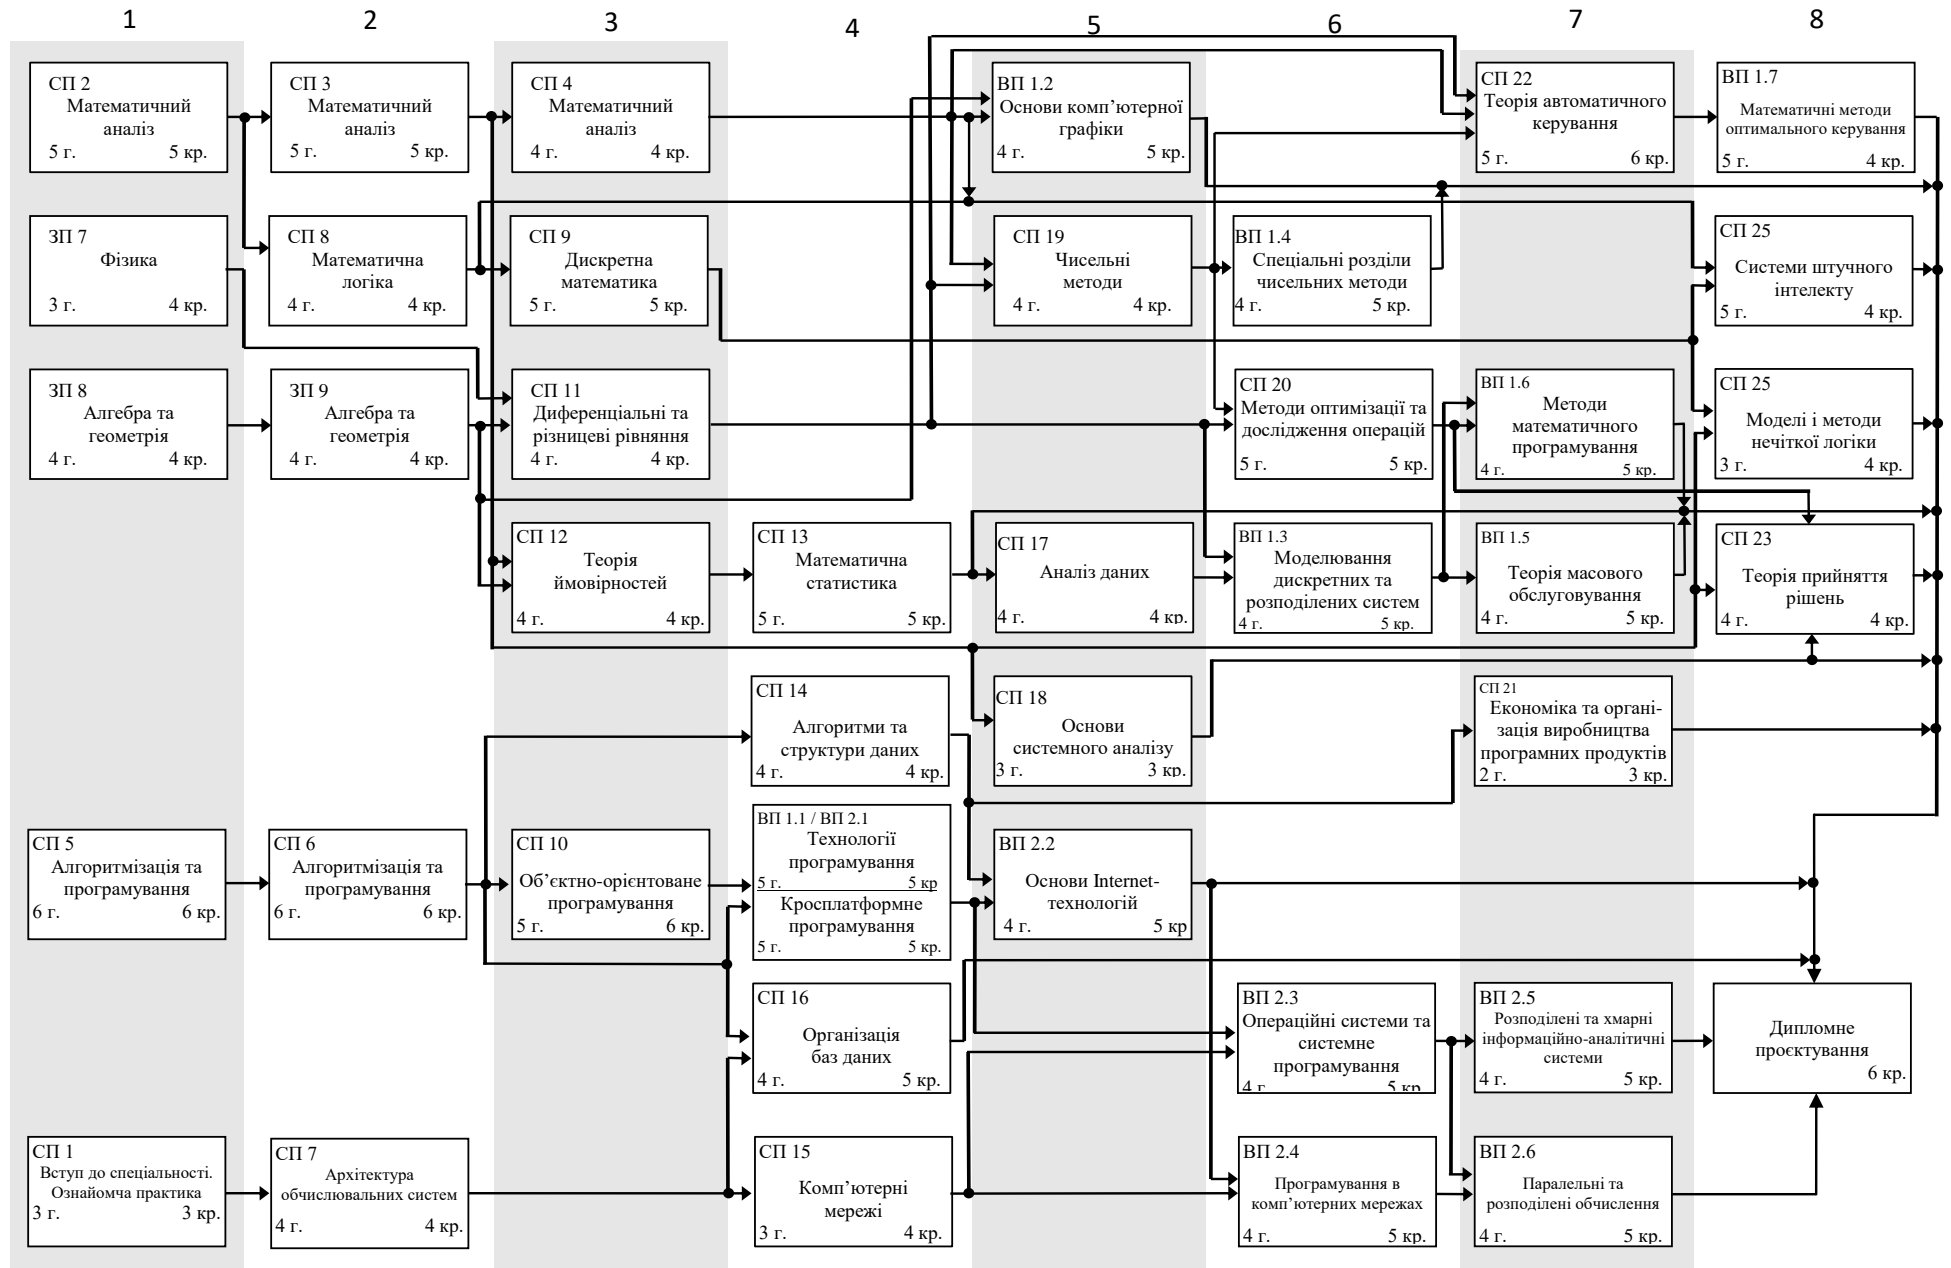 1 2 3 4 5 6 7 8
СП 2
Математичний
аналіз
5 г. 5 кр.
СП 3
Математичний
аналіз
5 г. 5 кр.
СП 4
Математичний
аналіз
4 г. 4 кр.
ВП 1.2
Основи комп’ютерної
графіки
4 г. 5 кр.
СП 22
Теорія автоматичного
керування
5 г. 6 кр.
ВП 1.7
Математичні методи
оптимального керування
5 г. 4 кр.
ЗП 7
Фізика
3 г. 4 кр.
СП 8
Математична
логіка
4 г. 4 кр.
СП 9
Дискретна
математика
5 г. 5 кр.
СП 19
Чисельні
методи
4 г. 4 кр.
ВП 1.4
Спеціальні розділи
чисельних методи
4 г. 5 кр.
СП 25
Системи штучного
інтелекту
5 г. 4 кр.
ЗП 8
Алгебра та
геометрія
4 г. 4 кр.
ЗП 9
Алгебра та
геометрія
4 г. 4 кр.
СП 11
Диференціальні та
різницеві рівняння
4 г. 4 кр.
СП 20
Методи оптимізації та
дослідження операцій
5 г. 5 кр.
ВП 1.6
Методи
математичного
програмування
4 г. 5 кр.
СП 25
Моделі і методи
нечіткої логіки
3 г. 4 кр.
СП 12
Теорія
ймовірностей
4 г. 4 кр.
СП 13
Математична
статистика
5 г. 5 кр.
СП 17
Аналіз даних
4 г. 4 кр.
ВП 1.3
Моделювання
дискретних та
розподілених систем
4 г. 5 кр.
ВП 1.5
Теорія масового
обслуговування
4 г. 5 кр.
СП 23
Теорія прийняття
рішень
4 г. 4 кр.
СП 14
Алгоритми та
структури даних
4 г. 4 кр.
СП 18
Основи
системного аналізу
3 г. 3 кр.
СП 21
Економіка та органі-
зація виробництва
програмних продуктів
2 г. 3 кр.
СП 5
Алгоритмізація та
програмування
6 г. 6 кр.
СП 6
Алгоритмізація та
програмування
6 г. 6 кр.
СП 10
Об’єктно-орієнтоване
програмування
5 г. 6 кр.
ВП 1.1 / ВП 2.1
Технології
програмування
5 г. 5 кр
Кросплатформне
програмування
5 г. 5 кр.
ВП 2.2
Основи Internet-
технологій
4 г. 5 кр
СП 16
Організація
баз даних
4 г. 5 кр.
ВП 2.3
Операційні системи та
системне
програмування
4 г. 5 кр.
ВП 2.5
Розподілені та хмарні
інформаційно-аналітичні
системи
4 г. 5 кр.
Дипломне
проєктування
6 кр.
СП 1
Вступ до спеціальності.
Ознайомча практика
3 г. 3 кр.
СП 7
Архітектура
обчислювальних систем
4 г. 4 кр.
СП 15
Комп’ютерні
мережі
3 г. 4 кр.
ВП 2.4
Програмування в
комп’ютерних мережах
4 г. 5 кр.
ВП 2.6
Паралельні та
розподілені обчислення
4 г. 5 кр.